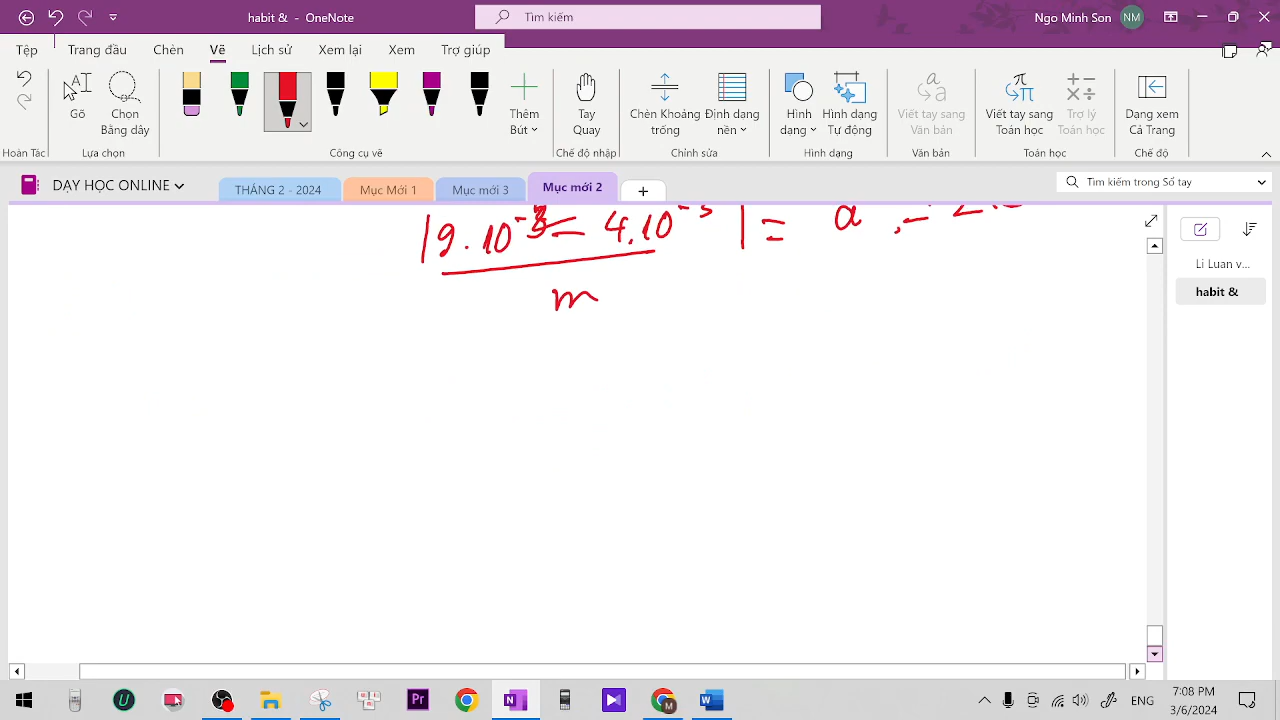 habit & - OneNote
Tìm kiếm
Ngo Minh Son
NM
Tệp
Trang đầu
Chèn
Vẽ
Lịch sử
Xem lại
Xem
Trợ giúp
Gõ
Chọn
Bằng dây
Thêm
Bút
Tay
Quay
Chèn Khoảng
trống
Định dạng
nền
Hình
dạng
Hình dạng
Tự động
Viết tay sang
Văn bản
Viết tay sang
Toán học
Trợ lý
Toán học
Dạng xem
Cả Trang
Hoàn Tác
Lựa chọn
Công cụ vẽ
Chế độ nhập
Chỉnh sửa
Hình dạng
Văn bản
Toán học
Chế độ
DẠY HỌC ONLINE
THÁNG 2 - 2024
Mục Mới 1
Mục mới 3
Mục mới 2
+
Tìm kiếm trong Sổ tay
Li Luan v...
habit &
m
Pr
M
ENG
7:08 PM
3/6/2024